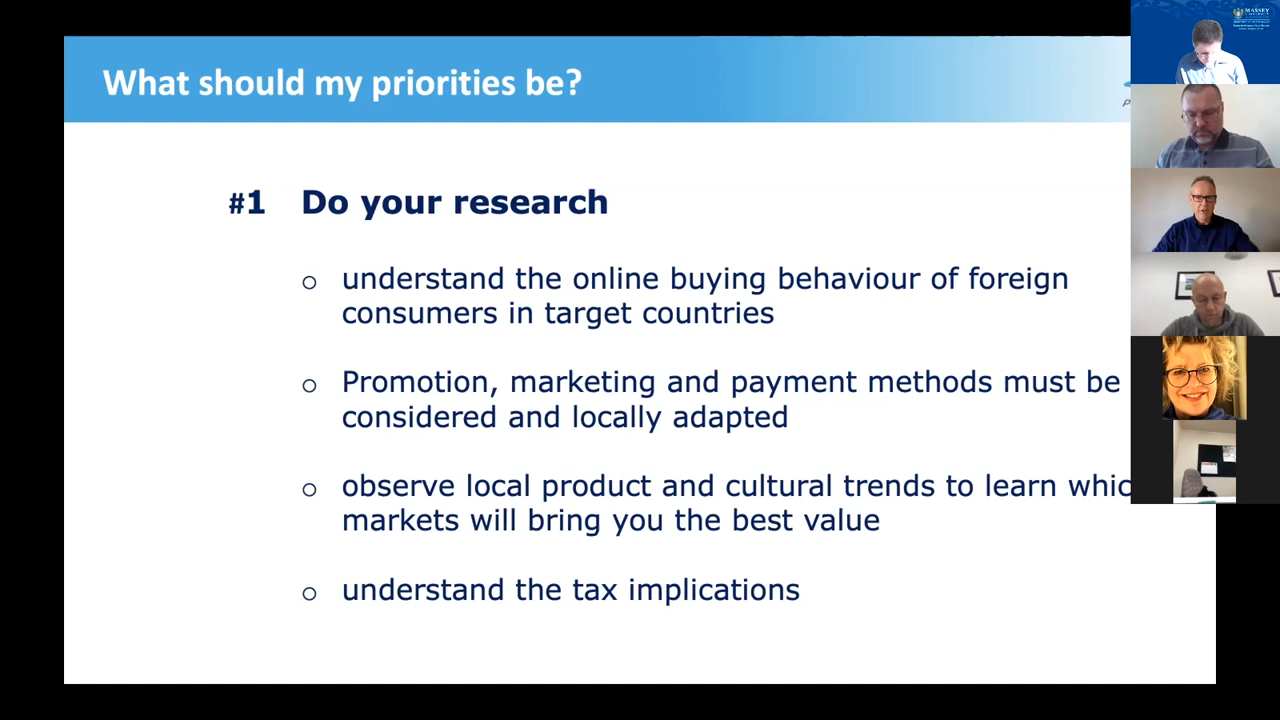 What should my priorities be?
#1 Do your research
o understand the online buying behaviour of foreign
consumers in target countries
o Promotion, marketing and payment methods must be
considered and locally adapted
o observe local product and cultural trends to learn whic
markets will bring you the best value
o understand the tax implications
MASSEY